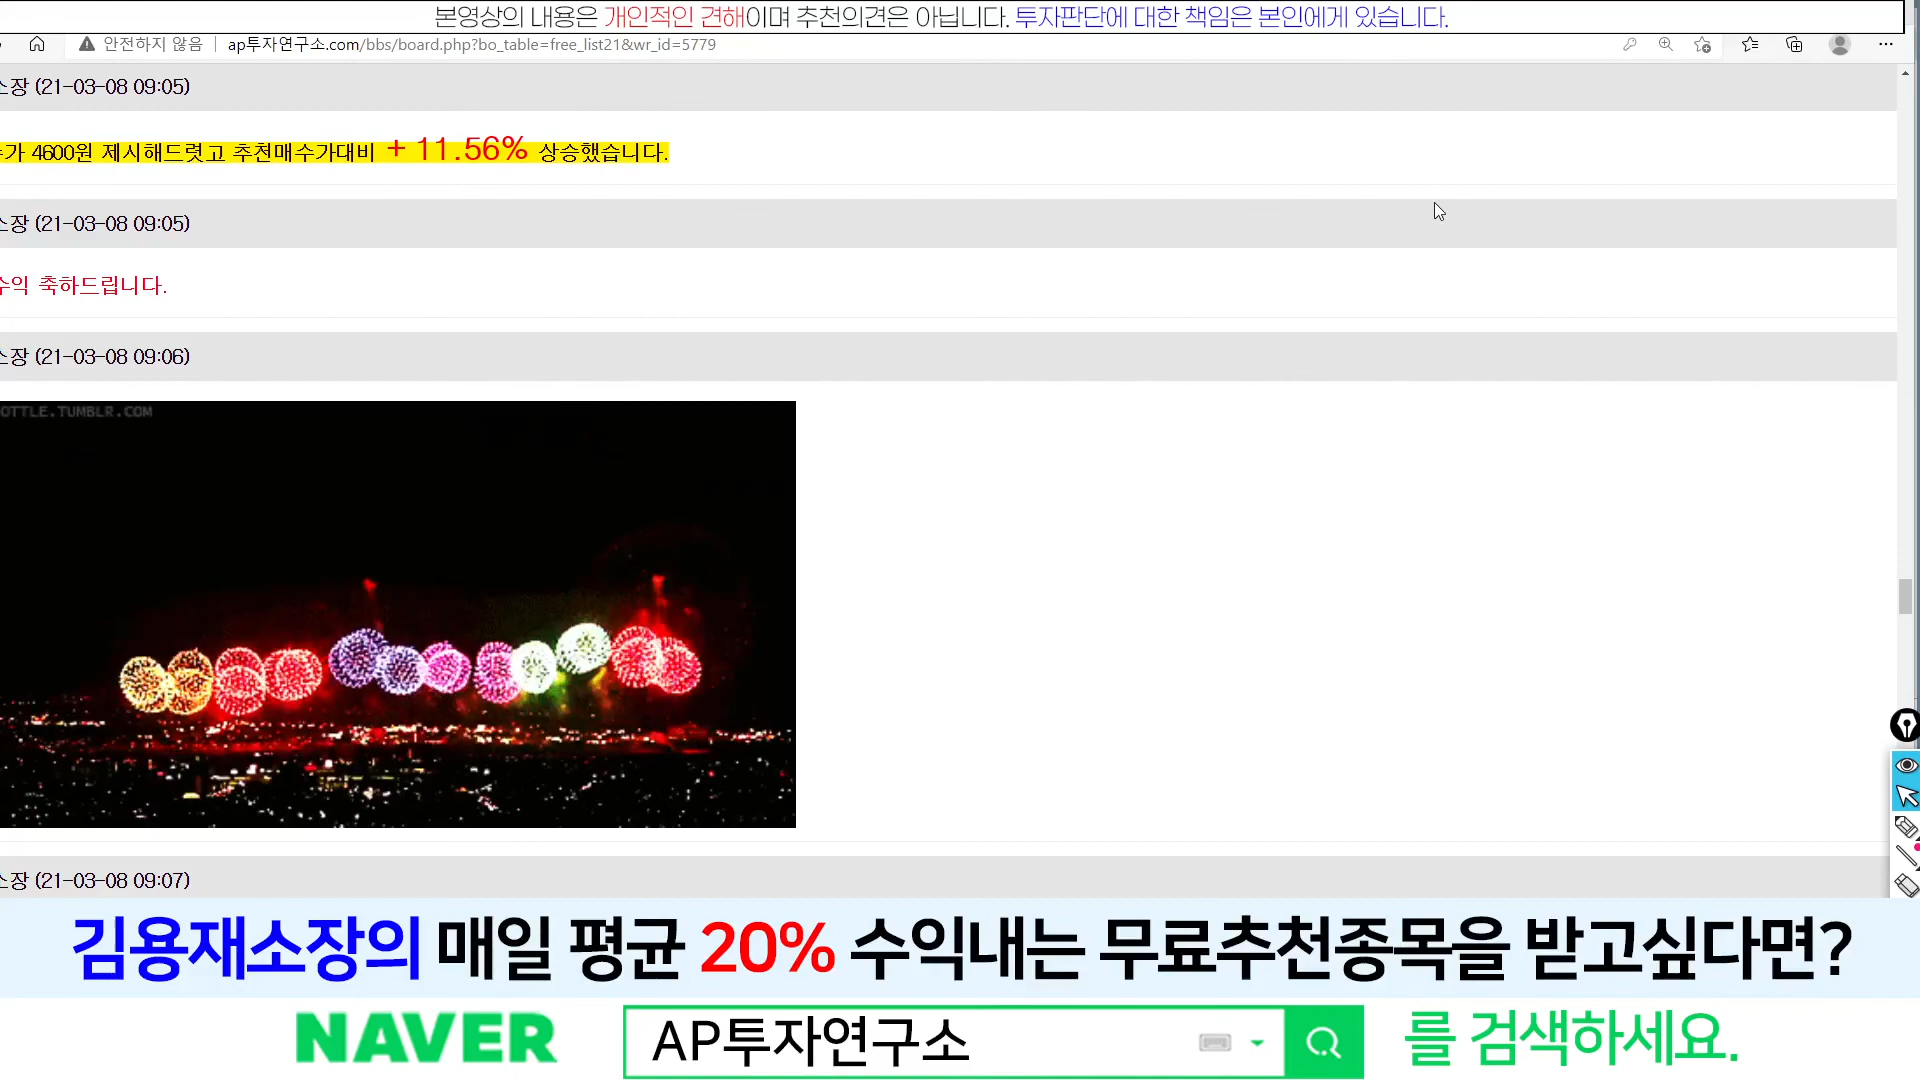 본영상의 내용은 개인적인 견해이며 추천의견은 아닙니다. 투자판단에 대한 책임은 본인에게 있습니다.
안전하지 않음 | ap투자연구소.com/bbs/board.php?bo_table=free_list21&wr_id=5779
소장 (21-03-08 09:05)
가 4600원 제시해드렷고 추천매수가대비 + 11.56% 상승했습니다.
소장 (21-03-08 09:05)
수익 축하드립니다.
소장 (21-03-08 09:06)
OTTLE.TUMBLR.COM
소장 (21-03-08 09:07)
김용재소장의 매일 평균 20% 수익내는 무료추천종목을 받고싶다면?
NAVER AP투자연구소 를 검색하세요.